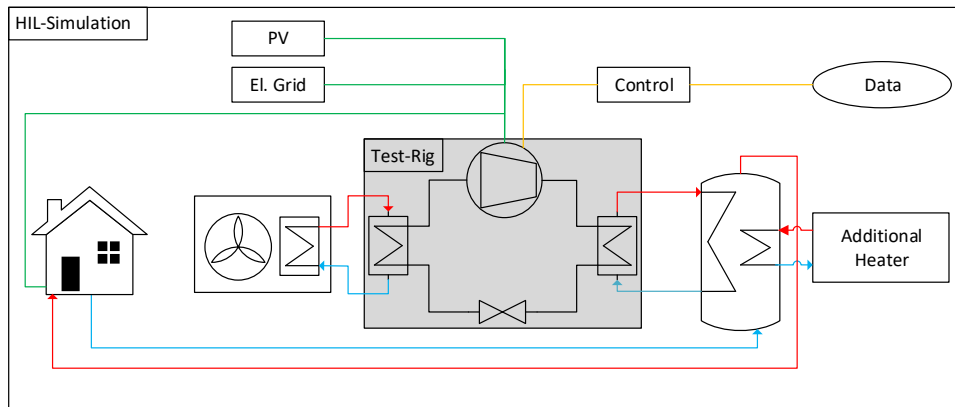 HIL-Simulation
PV
El. Grid
Control
Data
Test-Rig
Additional
Heater